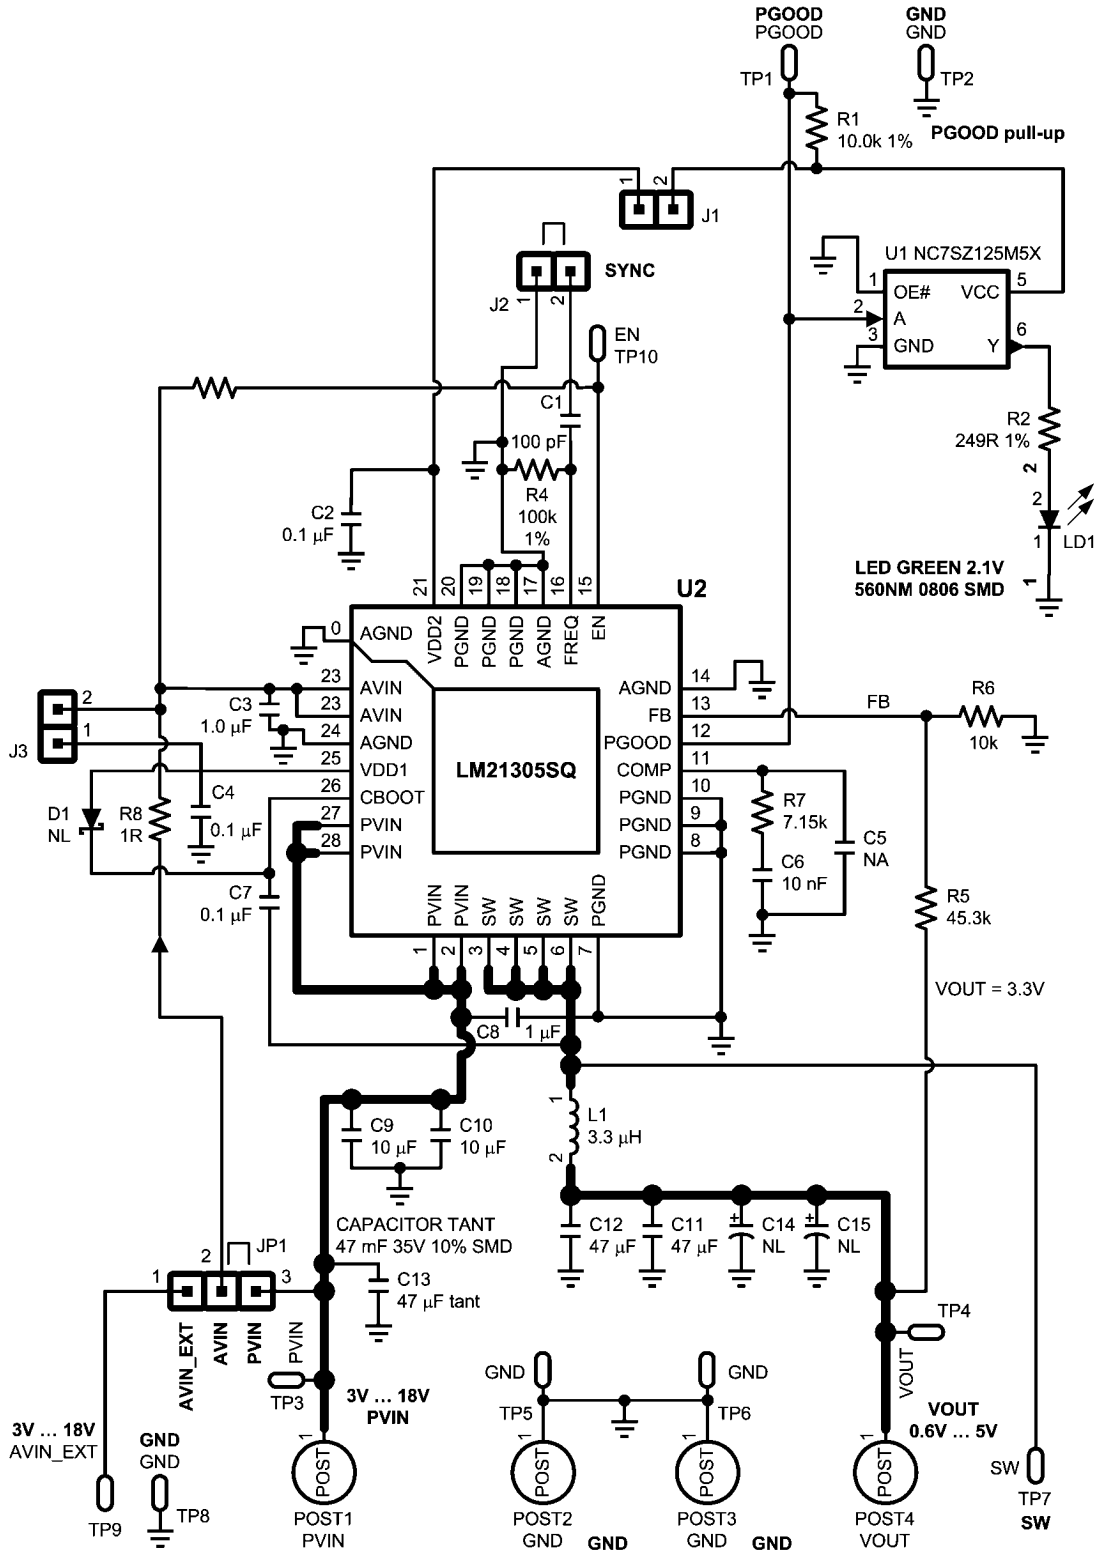 PGOOD
PGOOD
TP1
GND
GND
TP2
R1
10.0k 1%
PGOOD pull-up
1
2
J1
U1 NC7SZ125M5X
1
OE#
VCC
5
2
A
3
GND
Y
6
SYNC
J2
1
2
EN
TP10
C1
100 pF
R4
100k
1%
C2
0.1 μF
R2
249R 1%
2
2
1
LD1
1
LED GREEN 2.1V
560NM 0806 SMD
U2
21
20
19
18
17
16
15
VDD2
PGND
PGND
PGND
AGND
FREQ
EN
0
AGND
23
AVIN
23
AVIN
24
AGND
25
VDD1
26
CBOOT
27
PVIN
28
PVIN
LM21305SQ
AGND
14
FB
13
PGOOD
12
COMP
11
PGND
10
PGND
9
PGND
8
PVIN
PVIN
SW
SW
SW
SW
PGND
1
2
3
4
5
6
7
C3
1.0 μF
2
1
J3
D1
NL
R8
1R
C4
0.1 μF
C7
0.1 μF
FB
R6
10k
R7
7.15k
C6
10 nF
C5
NA
R5
45.3k
VOUT = 3.3V
C8
1 μF
1
L1
3.3 μH
2
C9
10 μF
C10
10 μF
CAPACITOR TANT
47 mF 35V 10% SMD
C13
47 μF tant
C12
47 μF
C11
47 μF
+
C14
NL
+
C15
NL
JP1
1
2
3
AVIN_EXT
AVIN
PVIN
PVIN
TP3
3V ... 18V
PVIN
TP4
VOUT
VOUT
0.6V ... 5V
GND
TP5
GND
TP6
3V ... 18V
AVIN_EXT
TP9
GND
GND
TP8
1
POST
POST1
PVIN
1
POST
POST2
GND
GND
1
POST
POST3
GND
GND
1
POST
POST4
VOUT
SW
TP7
SW